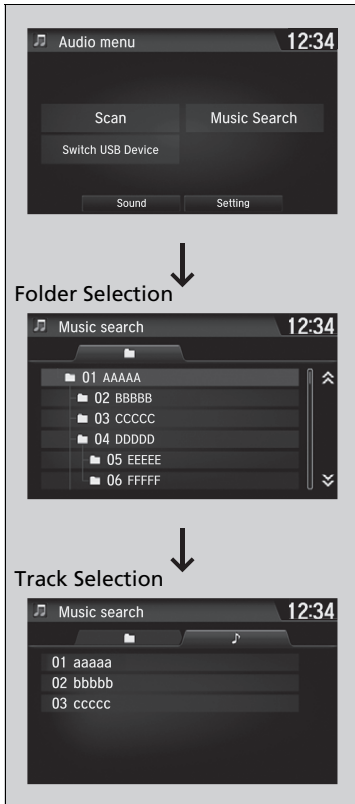 Audio menu 12:34
Scan Music Search
Switch USB Device
Sound Setting
Folder Selection
Music search 12:34
01 AAAAA
02 BBBBB
03 CCCCC
04 DDDDD
05 EEEEE
06 FFFFF
Track Selection
Music search 12:34
01 aaaaa
02 bbbbb
03 ccccc